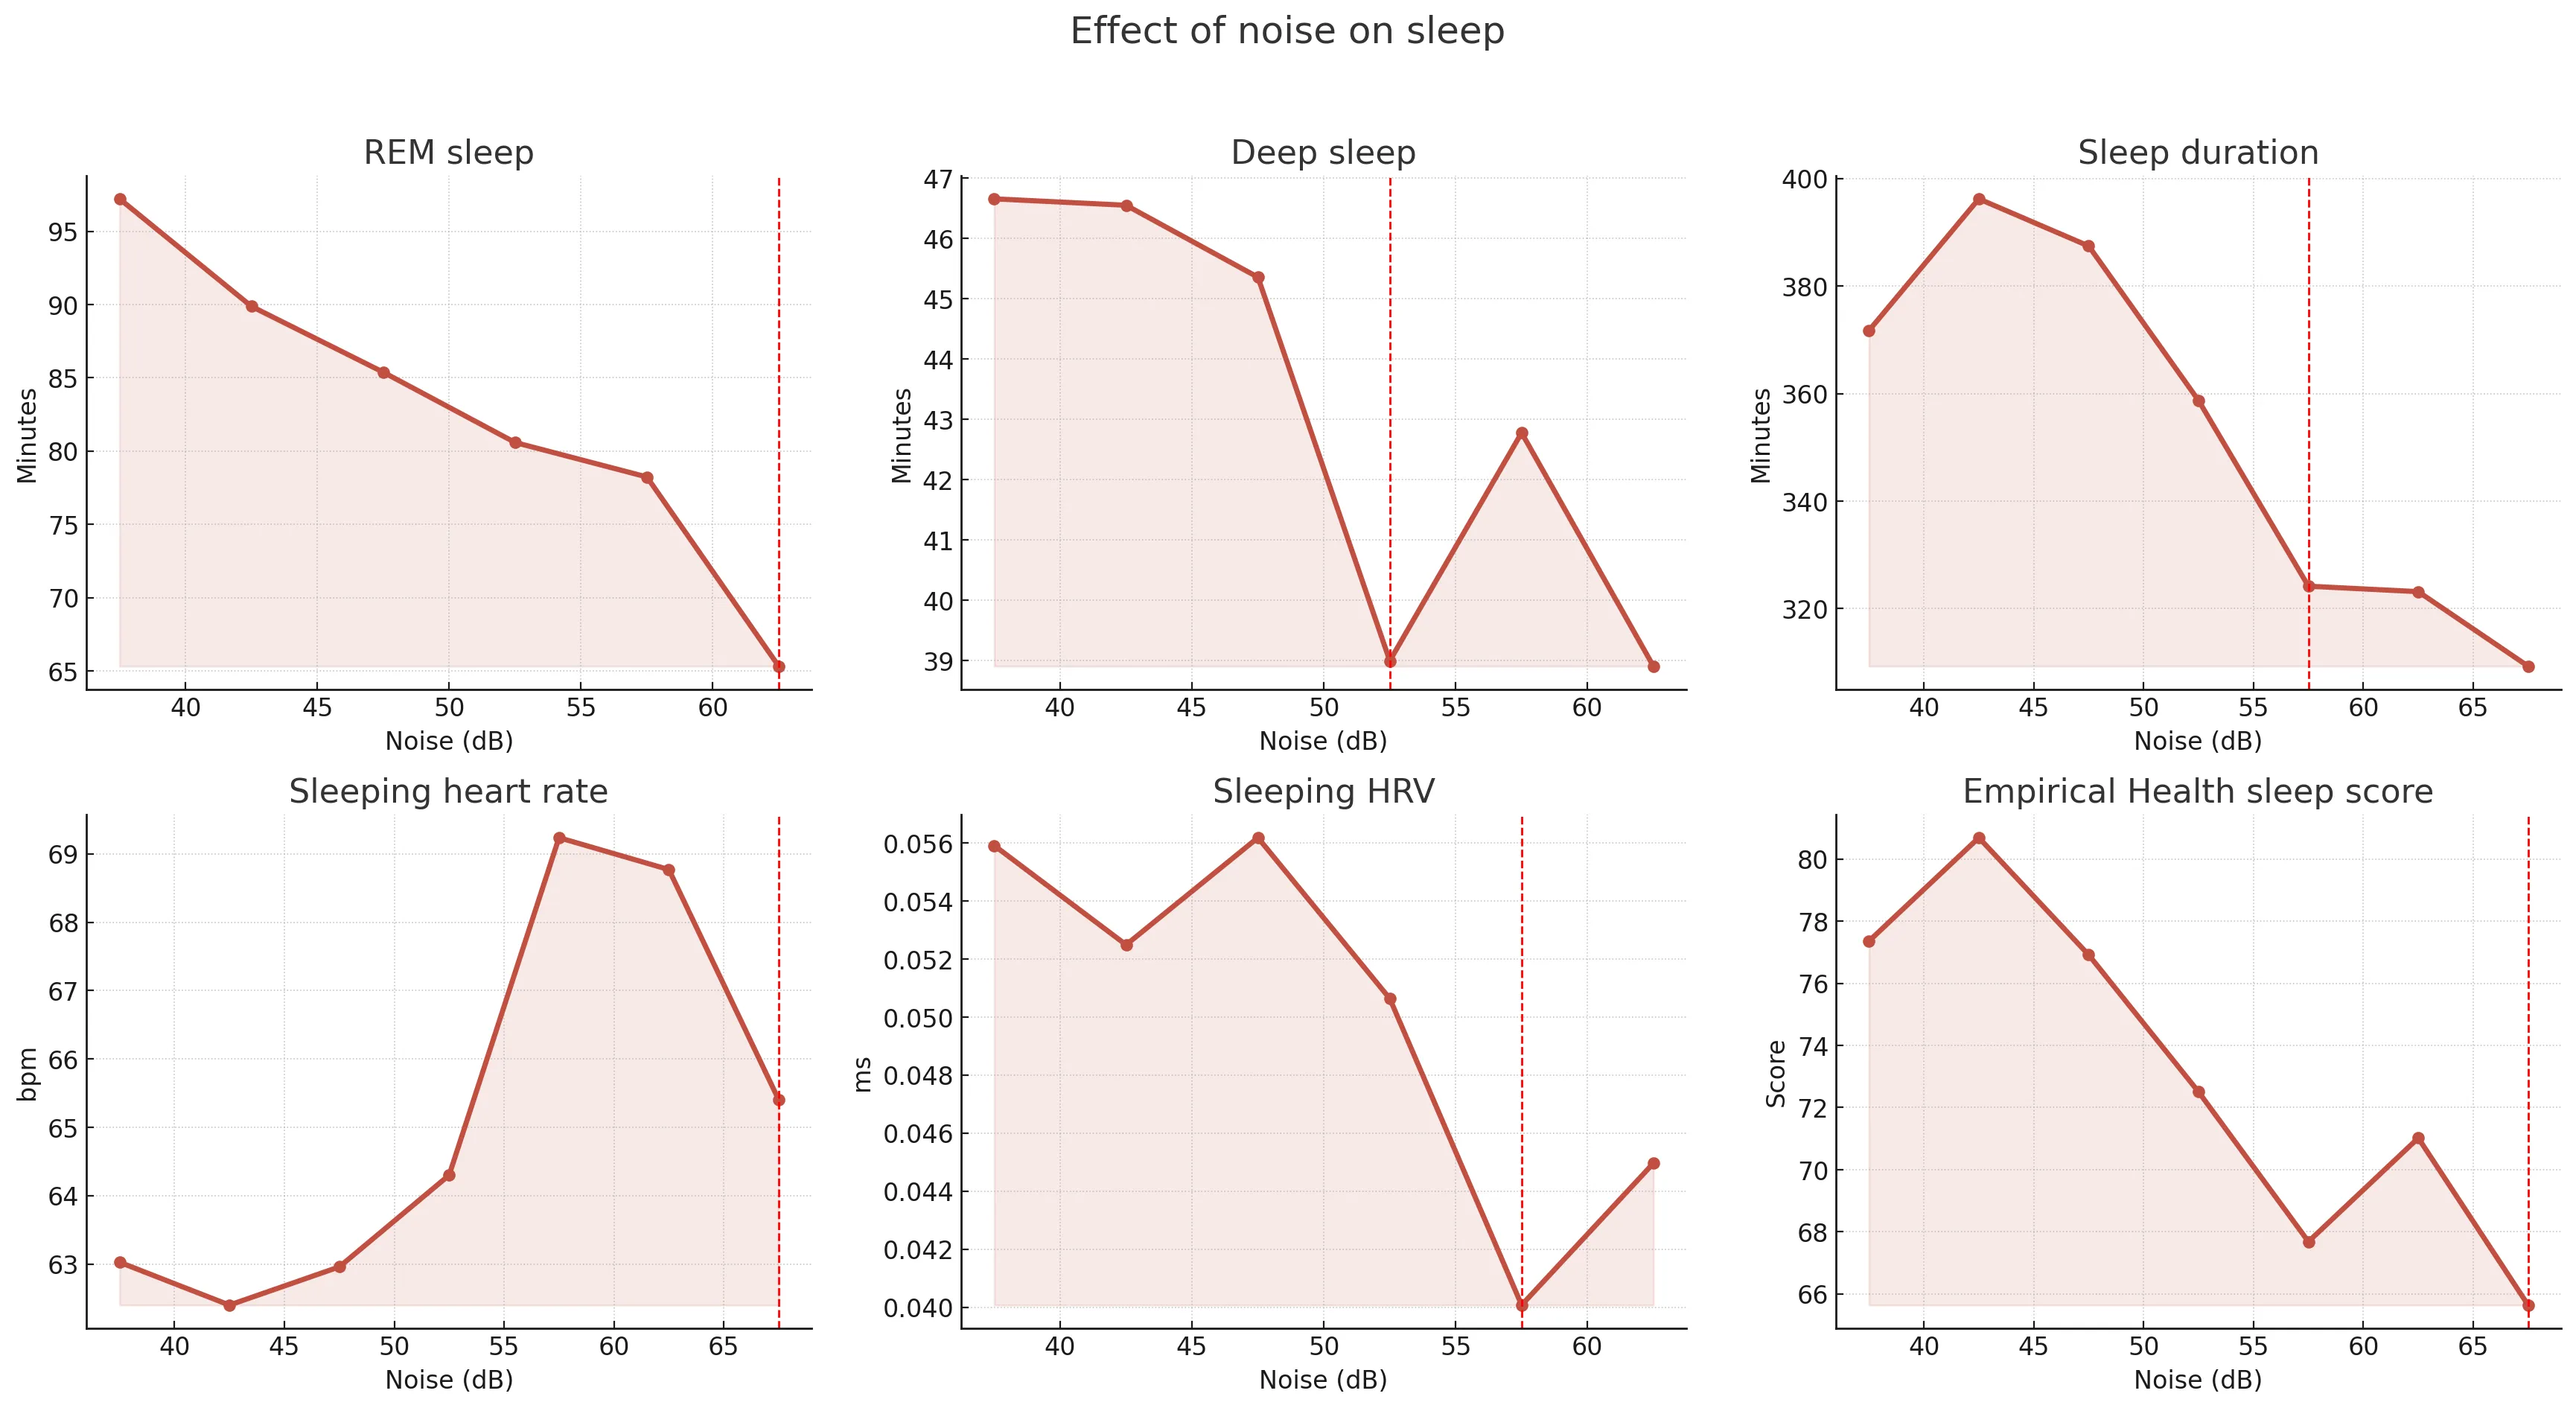 Effect of noise on sleep
REM sleep
95
90
85
80
75
70
65
Minutes
40 45 50 55 60
Noise (dB)
Deep sleep
47
46
45
44
43
42
41
40
39
Minutes
40 45 50 55 60
Noise (dB)
Sleep duration
400
380
360
340
320
Minutes
40 45 50 55 60 65
Noise (dB)
Sleeping heart rate
69
68
67
66
65
64
63
bpm
40 45 50 55 60 65
Noise (dB)
Sleeping HRV
0.056
0.054
0.052
0.050
0.048
0.046
0.044
0.042
0.040
ms
40 45 50 55 60
Noise (dB)
Empirical Health sleep score
80
78
76
74
72
70
68
66
Score
40 45 50 55 60 65
Noise (dB)